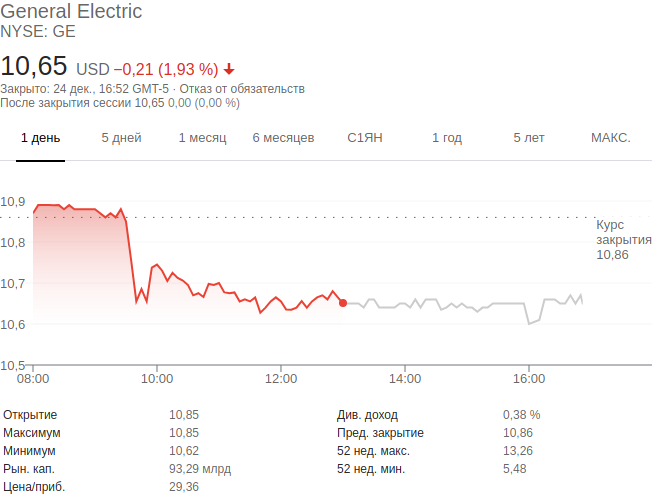 General Electric
NYSE: GE
10,65 USD −0,21 (1,93 %)
Закрыто: 24 дек., 16:52 GMT-5 · Отказ от обязательств
После закрытия сессии 10,65 0,00 (0,00 %)
1 день 5 дней 1 месяц 6 месяцев С1ЯН 1 год 5 лет МАКС.
10,9
Курс
закрытия
10,86
10,8
10,7
10,6
10,5
08:00 10:00 12:00 14:00 16:00
Открытие 10,85 Див. доход 0,38 %
Максимум 10,85 Пред. закрытие 10,86
Минимум 10,62 52 нед. макс. 13,26
Рын. кап. 93,29 млрд 52 нед. мин. 5,48
Цена/приб. 29,36